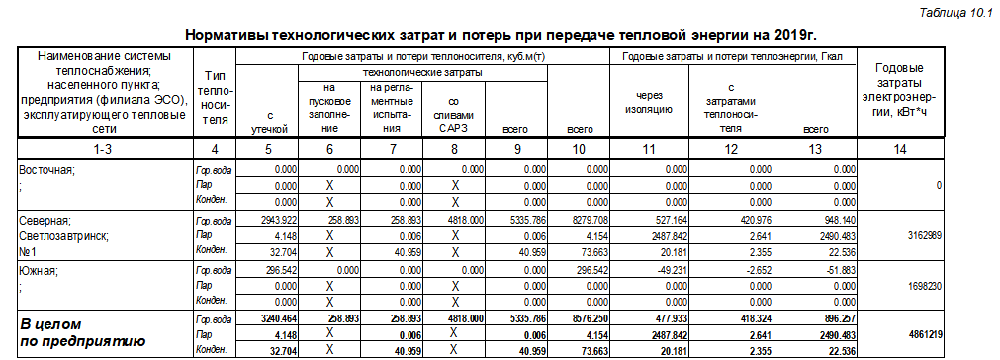 Таблица 10.1
Нормативы технологических затрат и потерь при передаче тепловой энергии на 2019г.
Наименование системы теплоснабжения; населенного пункта; предприятия (филиала ЭСО), эксплуатирующего тепловые сети
Тип тепло-носи-теля
Годовые затраты и потери теплоносителя, куб.м(т)
Годовые затраты и потери теплоэнергии, Гкал
Годовые затраты электроэнер-гии, кВт*ч
с утечкой
технологические затраты
на пусковое заполне-ние
на регла-ментные испыта-ния
со сливами САРЗ
всего
всего
через изоляцию
с затратами теплоноси-теля
всего
1-3 4 5 6 7 8 9 10 11 12 13 14
Восточная; Гор.вода 0.000 0.000 0.000 0.000 0.000 0.000 0.000 0.000 0.000
; Пар 0.000 X 0.000 X 0.000 0.000 0.000 0.000 0.000 0
Конден. 0.000 X 0.000 X 0.000 0.000 0.000 0.000 0.000
Северная; Гор.вода 2943.922 258.893 258.893 4818.000 5335.786 8279.708 527.164 420.976 948.140
Светлозавтринск; Пар 4.148 X 0.006 X 0.006 4.154 2487.842 2.641 2490.483 3162989
№1 Конден. 32.704 X 40.959 X 40.959 73.663 20.181 2.355 22.536
Южная; Гор.вода 296.542 0.000 0.000 0.000 0.000 296.542 -49.231 -2.652 -51.883
; Пар 0.000 X 0.000 X 0.000 0.000 0.000 0.000 0.000 1698230
Конден. 0.000 X 0.000 X 0.000 0.000 0.000 0.000 0.000
В целом Гор.вода 3240.464 258.893 258.893 4818.000 5335.786 8576.250 477.933 418.324 896.257
по предприятию Пар 4.148 X 0.006 X 0.006 4.154 2487.842 2.641 2490.483 4861219
Конден. 32.704 X 40.959 X 40.959 73.663 20.181 2.355 22.536